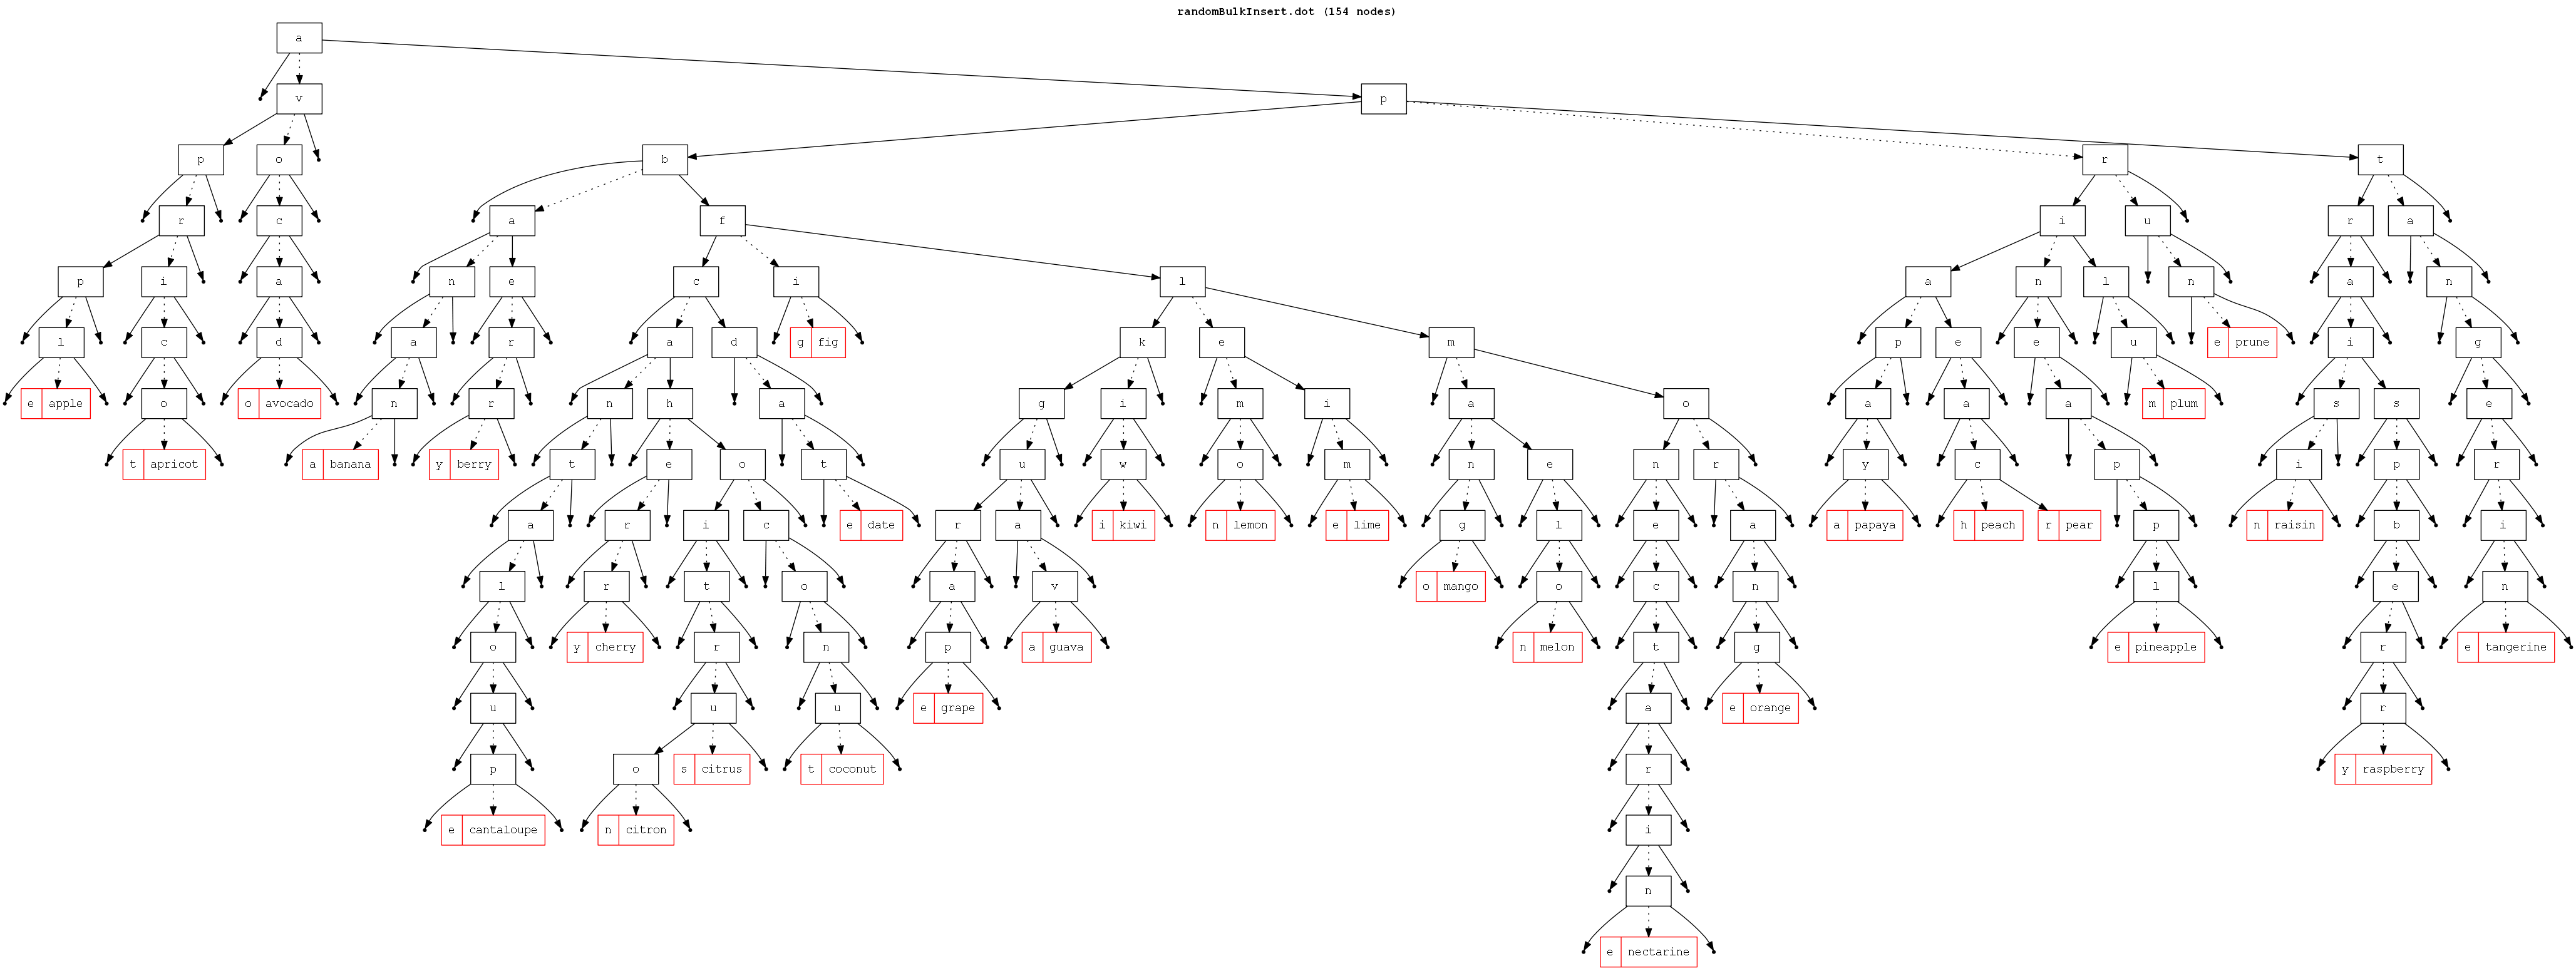 randomBulkInsert.dot (154 nodes)
a
v p
p o b r t
r c a f i u r a
p i a n e c i l a n l n a n
l c d a r a d g fig k e m p e e u e prune i g
e apple o o avocado n r n h a g i m i a o a a a m plum s s e
t apricot a banana y berry t e o t u w o m n e n r y c p i p r
a r i c e date r a i kiwi n lemon e lime g l e a a papaya h peach r pear p n raisin b i
l r t o a v o mango o c n l e n
o y cherry r n p a guava n melon t g e pineapple r e tangerine
u u u e grape a e orange r
p o s citrus t coconut r y raspberry
e cantaloupe n citron i
n
e nectarine